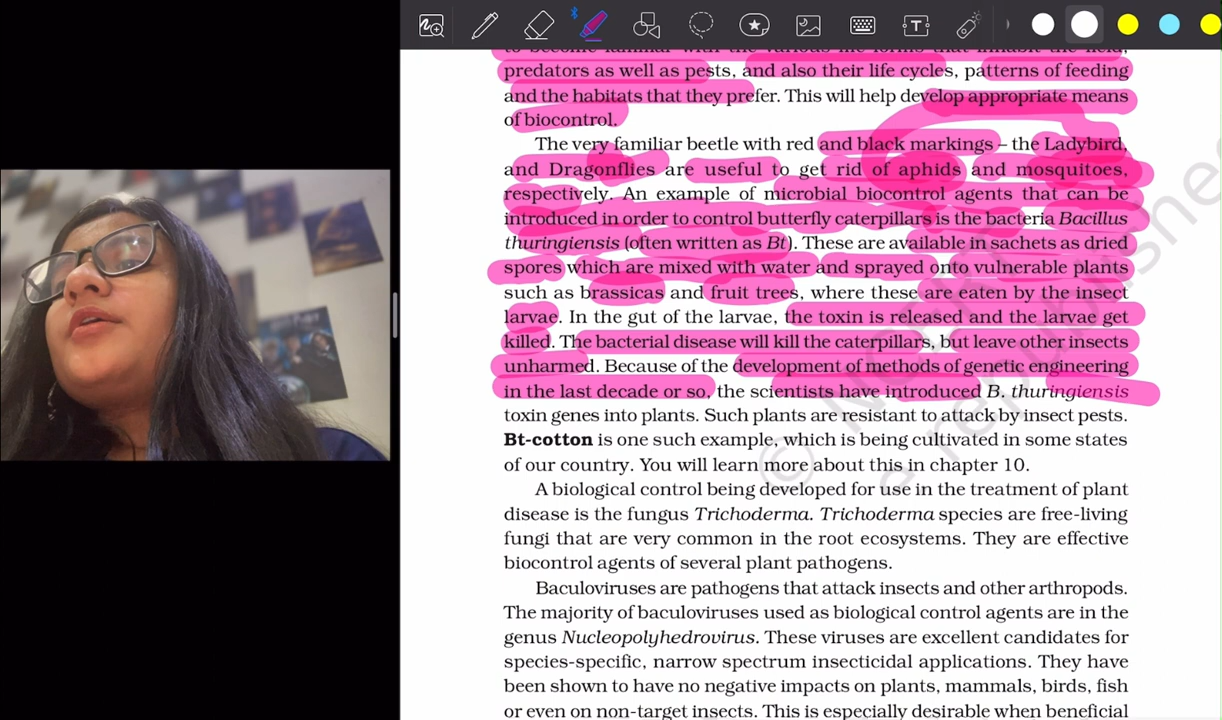 to become familiar with the various life forms that inhabit the field,
predators as well as pests, and also their life cycles, patterns of feeding
and the habitats that they prefer. This will help develop appropriate means
of biocontrol.
The very familiar beetle with red and black markings – the Ladybird,
and Dragonflies are useful to get rid of aphids and mosquitoes,
respectively. An example of microbial biocontrol agents that can be
introduced in order to control butterfly caterpillars is the bacteria Bacillus
thuringiensis (often written as Bt). These are available in sachets as dried
spores which are mixed with water and sprayed onto vulnerable plants
such as brassicas and fruit trees, where these are eaten by the insect
larvae. In the gut of the larvae, the toxin is released and the larvae get
killed. The bacterial disease will kill the caterpillars, but leave other insects
unharmed. Because of the development of methods of genetic engineering
in the last decade or so, the scientists have introduced B. thuringiensis
toxin genes into plants. Such plants are resistant to attack by insect pests.
Bt-cotton is one such example, which is being cultivated in some states
of our country. You will learn more about this in chapter 10.
A biological control being developed for use in the treatment of plant
disease is the fungus Trichoderma. Trichoderma species are free-living
fungi that are very common in the root ecosystems. They are effective
biocontrol agents of several plant pathogens.
Baculoviruses are pathogens that attack insects and other arthropods.
The majority of baculoviruses used as biological control agents are in the
genus Nucleopolyhedrovirus. These viruses are excellent candidates for
species-specific, narrow spectrum insecticidal applications. They have
been shown to have no negative impacts on plants, mammals, birds, fish
or even on non-target insects. This is especially desirable when beneficial